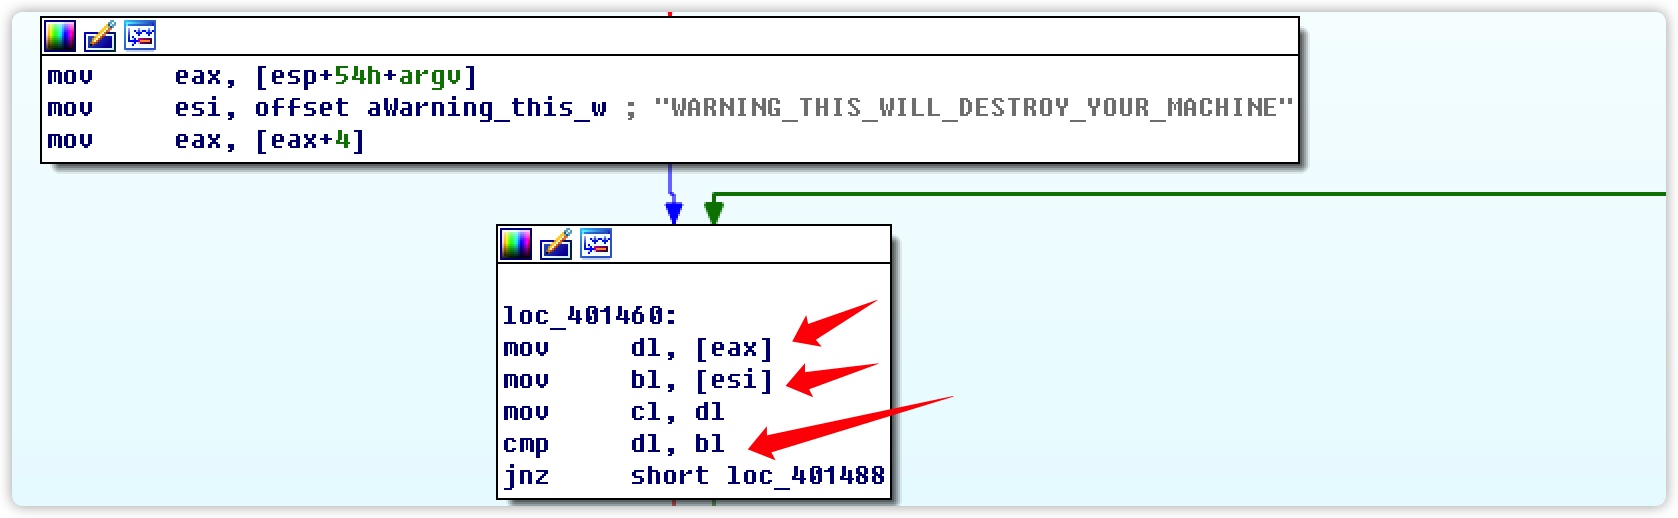 mov eax, [esp+54h+argv]
mov esi, offset aWarning_this_w ; "WARNING_THIS_WILL_DESTROY_YOUR_MACHINE"
mov eax, [eax+4]
loc_401460:
mov dl, [eax]
mov bl, [esi]
mov cl, dl
cmp dl, bl
jnz short loc_401488